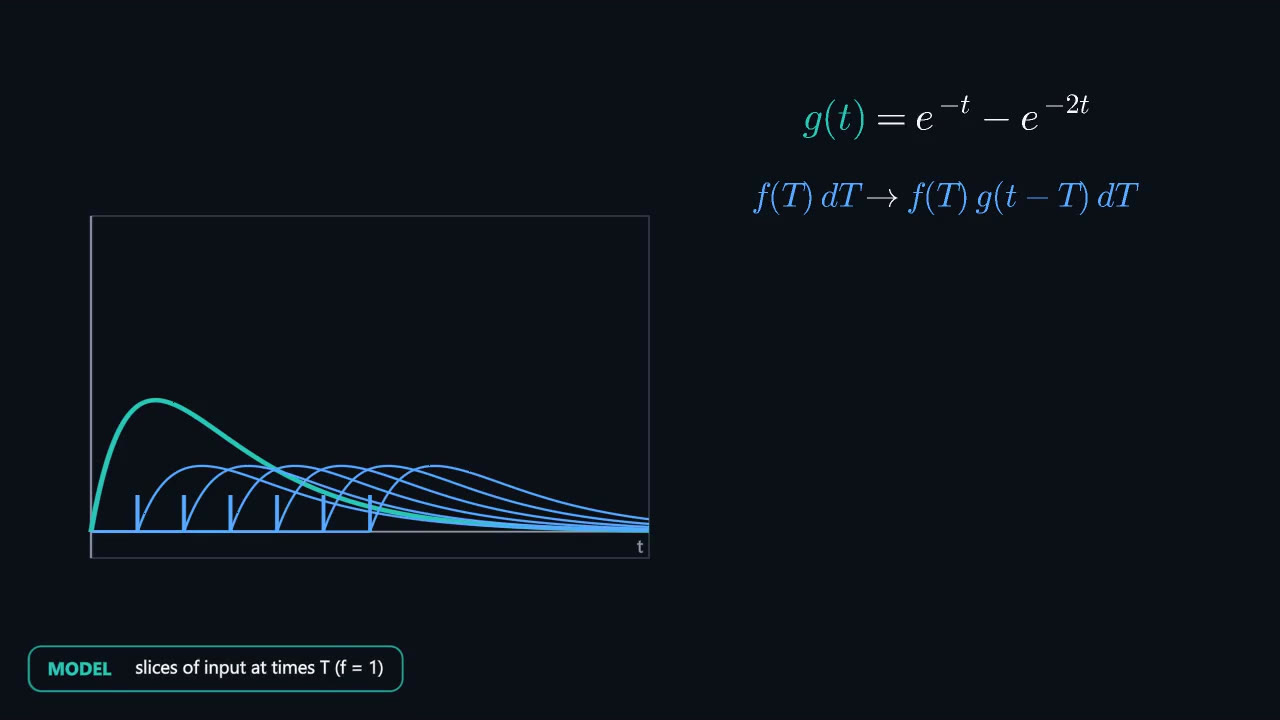 g(t) = e^{-t} − e^{-2t}
f(T) dT → f(T) g(t − T) dT
t
MODEL slices of input at times T (f = 1)